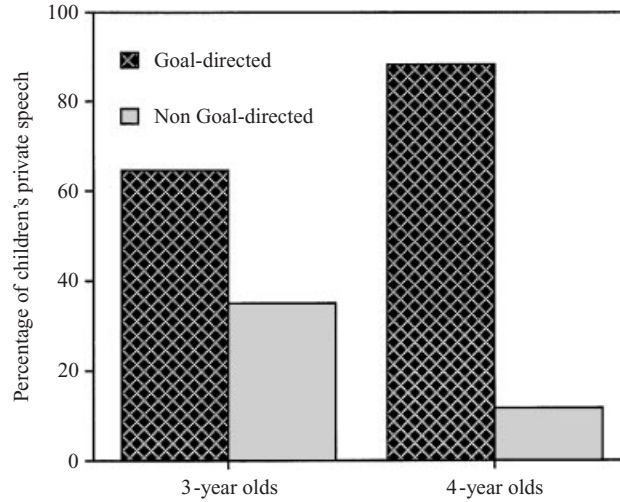 Percentage of children's private speech
100
80
60
40
20
0
Goal-directed
Non Goal-directed
3-year olds
4-year olds